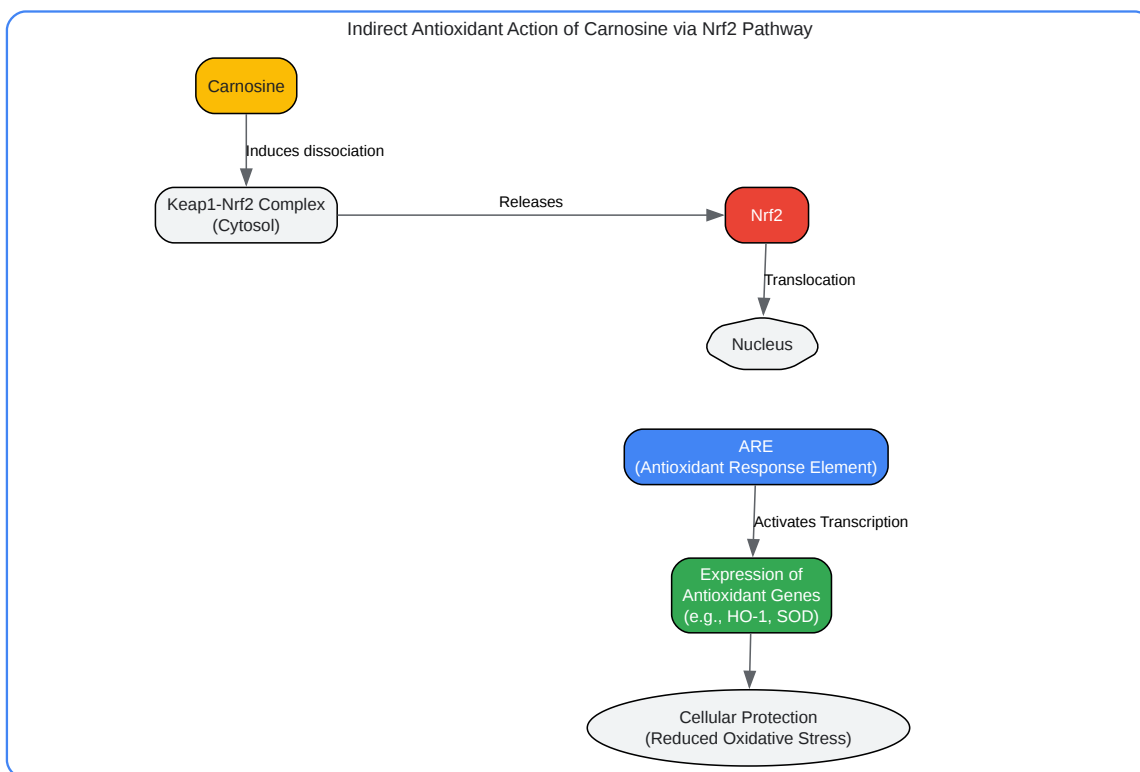 Indirect Antioxidant Action of Carnosine via Nrf2 Pathway
Carnosine
Induces dissociation
Keap1-Nrf2 Complex
(Cytosol)
Releases
Nrf2
Translocation
Nucleus
ARE
(Antioxidant Response Element)
Activates Transcription
Expression of
Antioxidant Genes
(e.g., HO-1, SOD)
Cellular Protection
(Reduced Oxidative Stress)